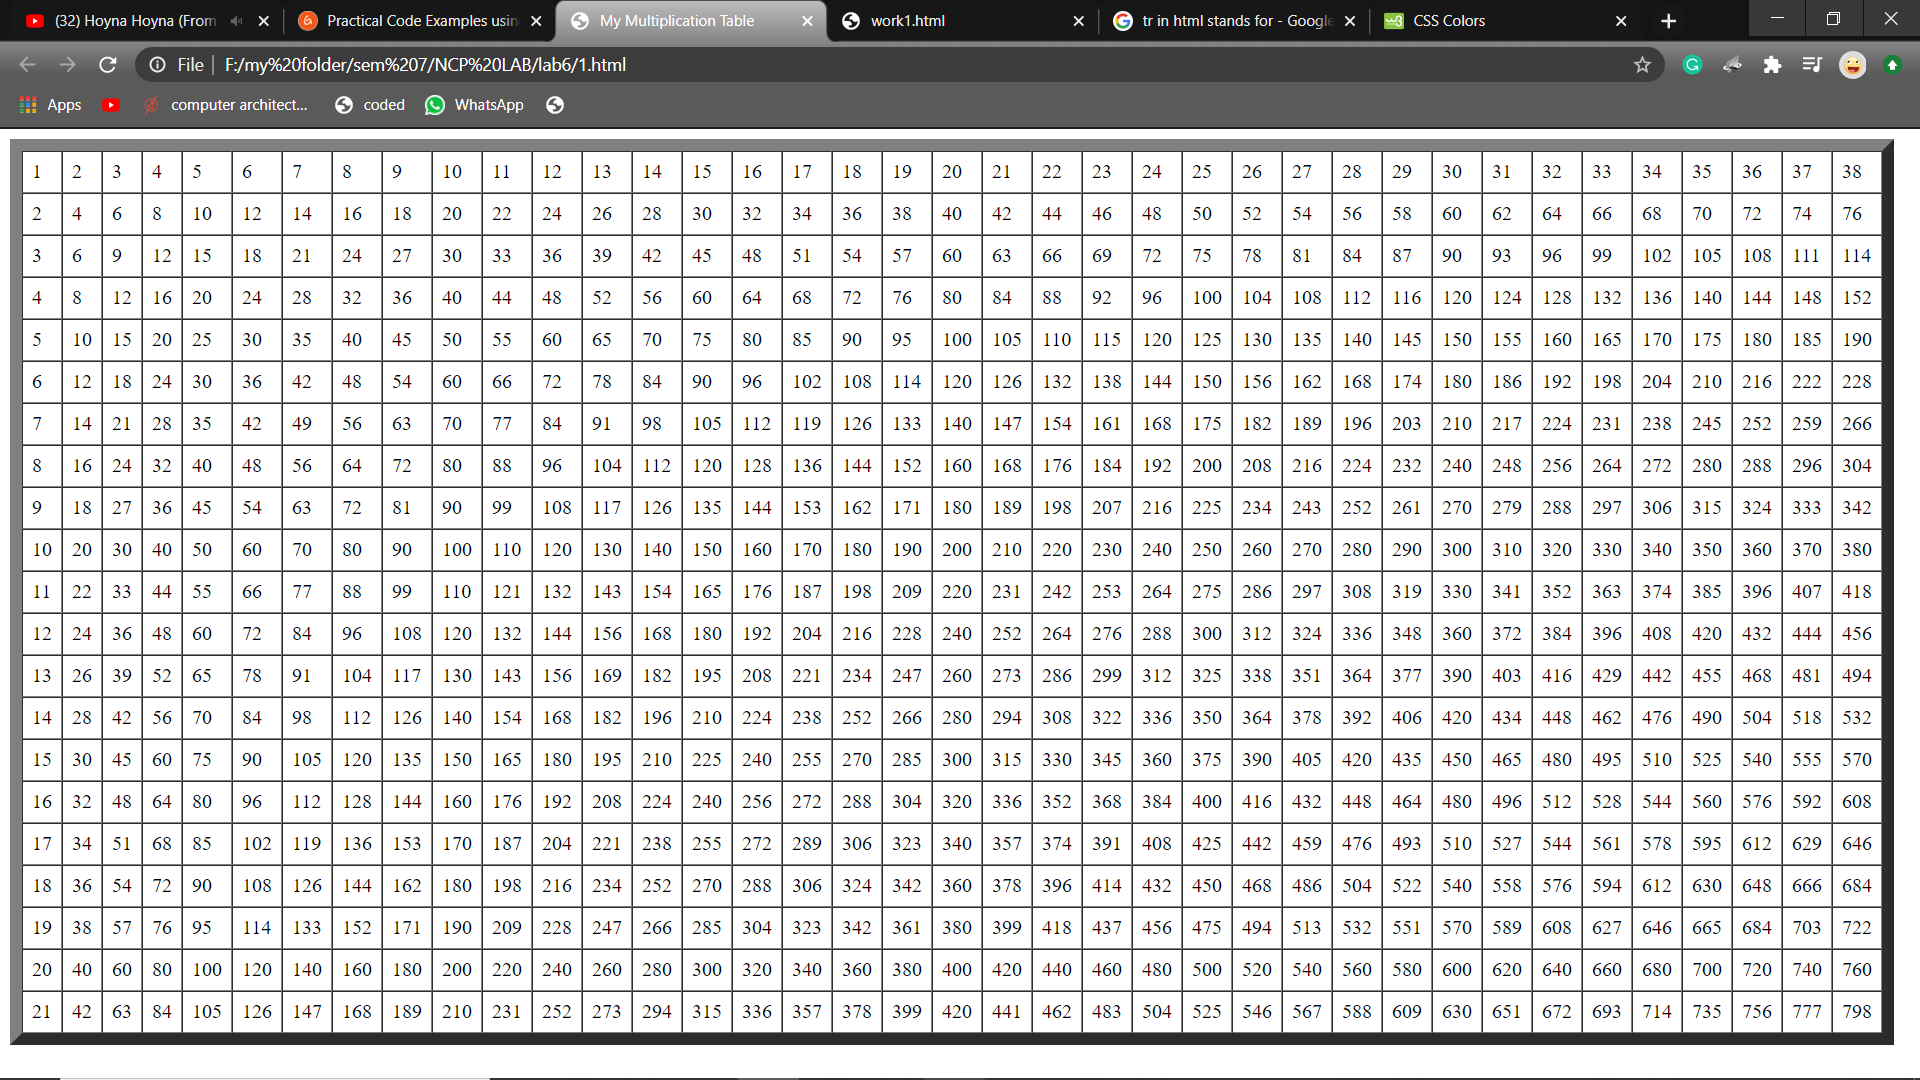 (32) Hoyna Hoyna (From Practical Code Examples usin My Multiplication Table work1.html tr in html stands for - Google CSS Colors
File F:/my%20folder/sem%207/NCP%20LAB/lab6/1.html
Apps computer architect... coded WhatsApp
1 2 3 4 5 6 7 8 9 10 11 12 13 14 15 16 17 18 19 20 21 22 23 24 25 26 27 28 29 30 31 32 33 34 35 36 37 38
2 4 6 8 10 12 14 16 18 20 22 24 26 28 30 32 34 36 38 40 42 44 46 48 50 52 54 56 58 60 62 64 66 68 70 72 74 76
3 6 9 12 15 18 21 24 27 30 33 36 39 42 45 48 51 54 57 60 63 66 69 72 75 78 81 84 87 90 93 96 99 102 105 108 111 114
4 8 12 16 20 24 28 32 36 40 44 48 52 56 60 64 68 72 76 80 84 88 92 96 100 104 108 112 116 120 124 128 132 136 140 144 148 152
5 10 15 20 25 30 35 40 45 50 55 60 65 70 75 80 85 90 95 100 105 110 115 120 125 130 135 140 145 150 155 160 165 170 175 180 185 190
6 12 18 24 30 36 42 48 54 60 66 72 78 84 90 96 102 108 114 120 126 132 138 144 150 156 162 168 174 180 186 192 198 204 210 216 222 228
7 14 21 28 35 42 49 56 63 70 77 84 91 98 105 112 119 126 133 140 147 154 161 168 175 182 189 196 203 210 217 224 231 238 245 252 259 266
8 16 24 32 40 48 56 64 72 80 88 96 104 112 120 128 136 144 152 160 168 176 184 192 200 208 216 224 232 240 248 256 264 272 280 288 296 304
9 18 27 36 45 54 63 72 81 90 99 108 117 126 135 144 153 162 171 180 189 198 207 216 225 234 243 252 261 270 279 288 297 306 315 324 333 342
10 20 30 40 50 60 70 80 90 100 110 120 130 140 150 160 170 180 190 200 210 220 230 240 250 260 270 280 290 300 310 320 330 340 350 360 370 380
11 22 33 44 55 66 77 88 99 110 121 132 143 154 165 176 187 198 209 220 231 242 253 264 275 286 297 308 319 330 341 352 363 374 385 396 407 418
12 24 36 48 60 72 84 96 108 120 132 144 156 168 180 192 204 216 228 240 252 264 276 288 300 312 324 336 348 360 372 384 396 408 420 432 444 456
13 26 39 52 65 78 91 104 117 130 143 156 169 182 195 208 221 234 247 260 273 286 299 312 325 338 351 364 377 390 403 416 429 442 455 468 481 494
14 28 42 56 70 84 98 112 126 140 154 168 182 196 210 224 238 252 266 280 294 308 322 336 350 364 378 392 406 420 434 448 462 476 490 504 518 532
15 30 45 60 75 90 105 120 135 150 165 180 195 210 225 240 255 270 285 300 315 330 345 360 375 390 405 420 435 450 465 480 495 510 525 540 555 570
16 32 48 64 80 96 112 128 144 160 176 192 208 224 240 256 272 288 304 320 336 352 368 384 400 416 432 448 464 480 496 512 528 544 560 576 592 608
17 34 51 68 85 102 119 136 153 170 187 204 221 238 255 272 289 306 323 340 357 374 391 408 425 442 459 476 493 510 527 544 561 578 595 612 629 646
18 36 54 72 90 108 126 144 162 180 198 216 234 252 270 288 306 324 342 360 378 396 414 432 450 468 486 504 522 540 558 576 594 612 630 648 666 684
19 38 57 76 95 114 133 152 171 190 209 228 247 266 285 304 323 342 361 380 399 418 437 456 475 494 513 532 551 570 589 608 627 646 665 684 703 722
20 40 60 80 100 120 140 160 180 200 220 240 260 280 300 320 340 360 380 400 420 440 460 480 500 520 540 560 580 600 620 640 660 680 700 720 740 760
21 42 63 84 105 126 147 168 189 210 231 252 273 294 315 336 357 378 399 420 441 462 483 504 525 546 567 588 609 630 651 672 693 714 735 756 777 798